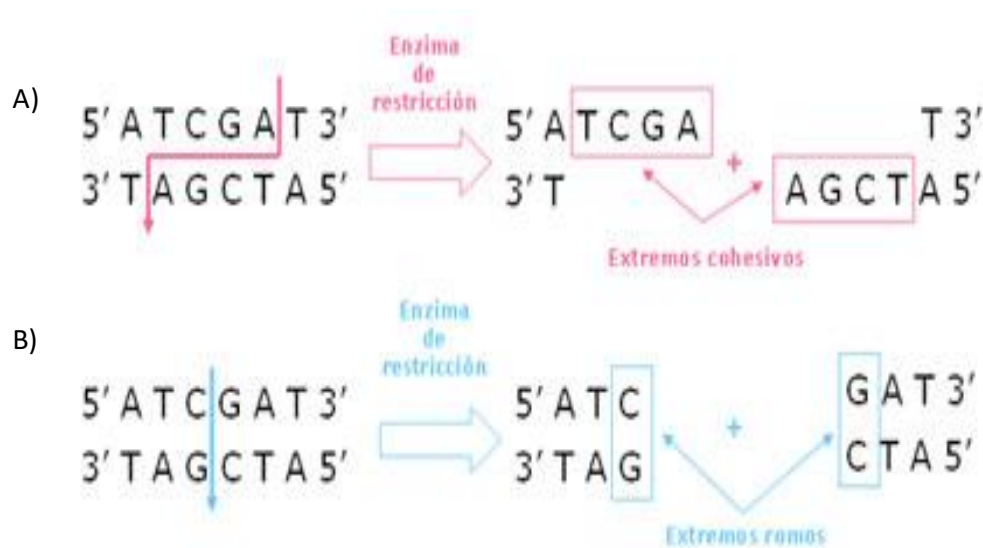 A)
Enzima
de
restricción
5' A T C G A T 3'
3' T A G C T A 5'
5' A T C G A
3' T
+
T 3'
A G C T A 5'
Extremos cohesivos
B)
Enzima
de
restricción
5' A T C G A T 3'
3' T A G C T A 5'
5' A T C
3' T A G
+
G A T 3'
C T A 5'
Extremos romos